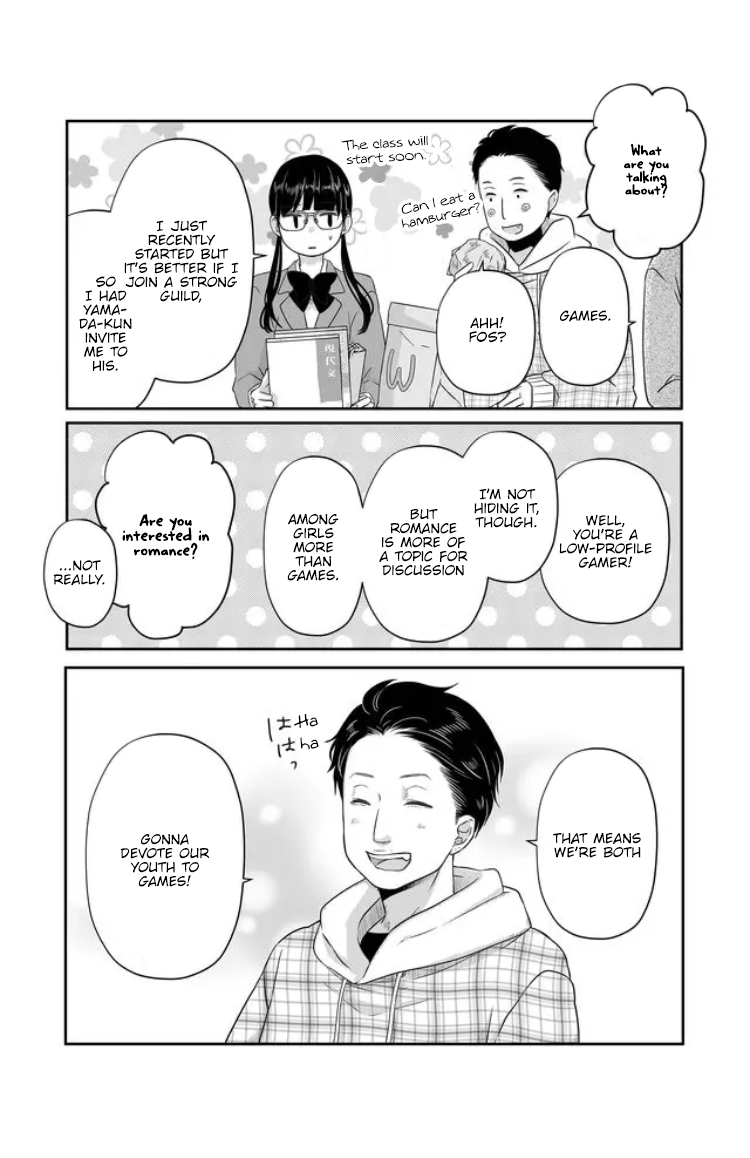 What
are you
talking
about?
GAMES.
AHH!
FOS?
The class will
start soon.
Can I eat a
hamburger?
I JUST
RECENTLY
STARTED BUT
IT'S BETTER IF I
JOIN A STRONG
GUILD,
SO
I HAD
YAMA-
DA-KUN
INVITE
ME TO
HIS.
現代文
W
WELL,
YOU'RE A
LOW-PROFILE
GAMER!
I'M NOT
HIDING IT,
THOUGH.
BUT
ROMANCE
IS MORE OF
A TOPIC FOR
DISCUSSION
AMONG
GIRLS
MORE
THAN
GAMES.
Are you
interested in
romance?
...NOT
REALLY.
はは
Ha
ha
THAT MEANS
WE'RE BOTH
GONNA
DEVOTE OUR
YOUTH TO
GAMES!